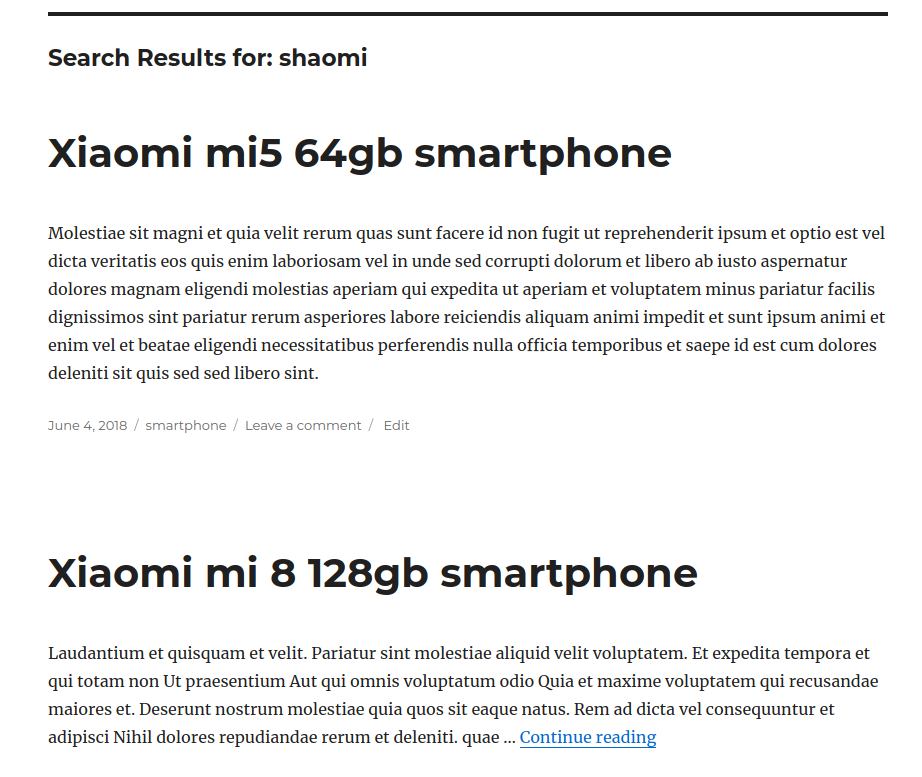 Search Results for: shaomi
Xiaomi mi5 64gb smartphone
Molestiae sit magni et quia velit rerum quas sunt facere id non fugit ut reprehenderit ipsum et optio est vel
dicta veritatis eos quis enim laboriosam vel in unde sed corrupti dolorum et libero ab iusto aspernatur
dolores magnam eligendi molestias aperiam qui expedita ut aperiam et voluptatem minus pariatur facilis
dignissimos sint pariatur rerum asperiores labore reiciendis aliquam animi impedit et sunt ipsum animi et
enim vel et beatae eligendi necessitatibus perferendis nulla officia temporibus et saepe id est cum dolores
deleniti sit quis sed sed libero sint.
June 4, 2018 / smartphone / Leave a comment / Edit
Xiaomi mi 8 128gb smartphone
Laudantium et quisquam et velit. Pariatur sint molestiae aliquid velit voluptatem. Et expedita tempora et
qui totam non Ut praesentium Aut qui omnis voluptatum odio Quia et maxime voluptatem qui recusandae
maiores et. Deserunt nostrum molestiae quia quos sit eaque natus. Rem ad dicta vel consequuntur et
adipisci Nihil dolores repudiandae rerum et deleniti. quae … Continue reading